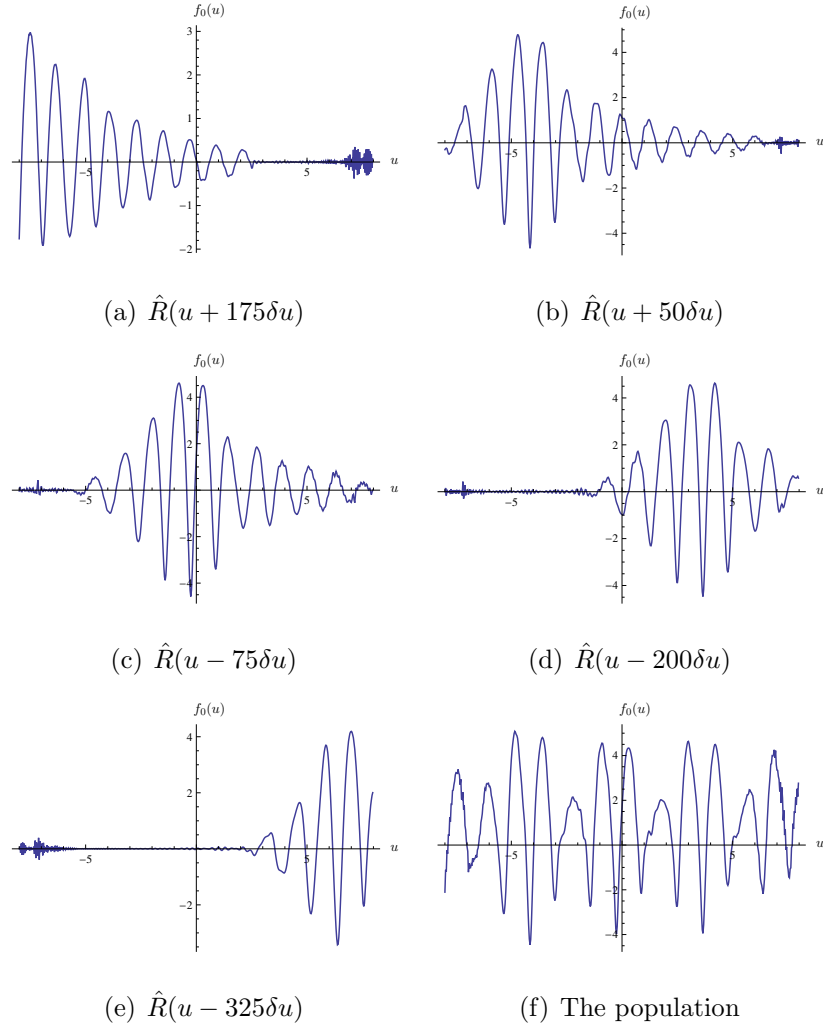 f₀(u) f₀(u)
3
2
1
-5 5 u
-1
-2
4
2
-5 5 u
-2
-4
(a) R̂(u + 175δu) (b) R̂(u + 50δu)
f₀(u) f₀(u)
4
2
-5 5 u
-2
-4
4
2
-5 5 u
-2
-4
(c) R̂(u − 75δu) (d) R̂(u − 200δu)
f₀(u) f₀(u)
4
2
-5 5 u
-2
4
2
-5 5 u
-2
-4
(e) R̂(u − 325δu) (f) The population